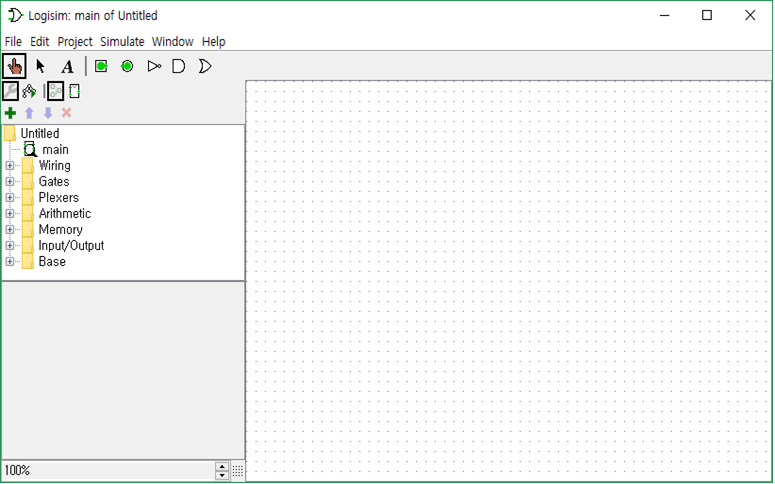 Logisim: main of Untitled
File Edit Project Simulate Window Help
A
Untitled
main
Wiring
Gates
Plexers
Arithmetic
Memory
Input/Output
Base
100%